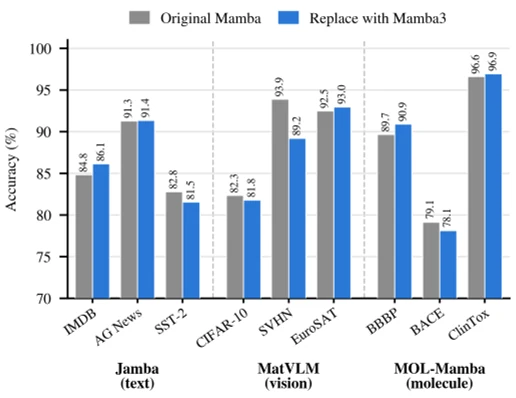 Original Mamba Replace with Mamba3
Accuracy (%)
100
95
90
85
80
75
70
84.8 86.1 91.3 91.4 82.8 81.5 82.3 81.8 93.9 89.2 92.5 93.0 89.7 90.9 79.1 78.1 96.6 96.9
IMDB AG News SST-2 CIFAR-10 SVHN EuroSAT BBBP BACE ClinTox
Jamba MatVLM MOL-Mamba
(text) (vision) (molecule)